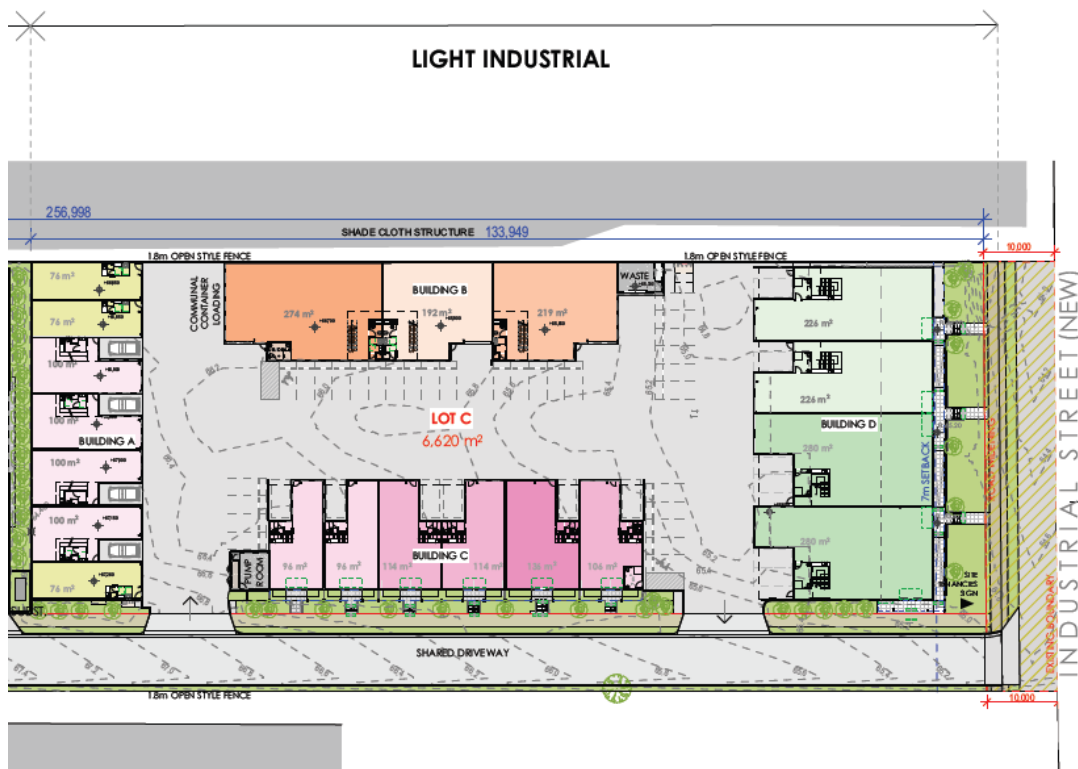 LIGHT INDUSTRIAL
256,998
SHADE CLOTH STRUCTURE 133,949
10,000
1.8m OPEN STYLE FENCE
1.8m OPEN STYLE FENCE
COMMUNAL
CONTAINER
LOADING
WASTE
76 m²
76 m²
100 m²
100 m²
BUILDING A
100 m²
100 m²
76 m²
BUILDING B
274 m²
192 m²
219 m²
LOT C
6,620 m²
226 m²
226 m²
BUILDING D
280 m²
280 m²
7m SETBACK
PUMP
ROOM
BUILDING C
96 m²
96 m²
114 m²
114 m²
106 m²
SITE
SIGN
EXISTING BOUNDARY
INDUSTRIAL STREET (NEW)
SHARED DRIVEWAY
1.8m OPEN STYLE FENCE
10,000